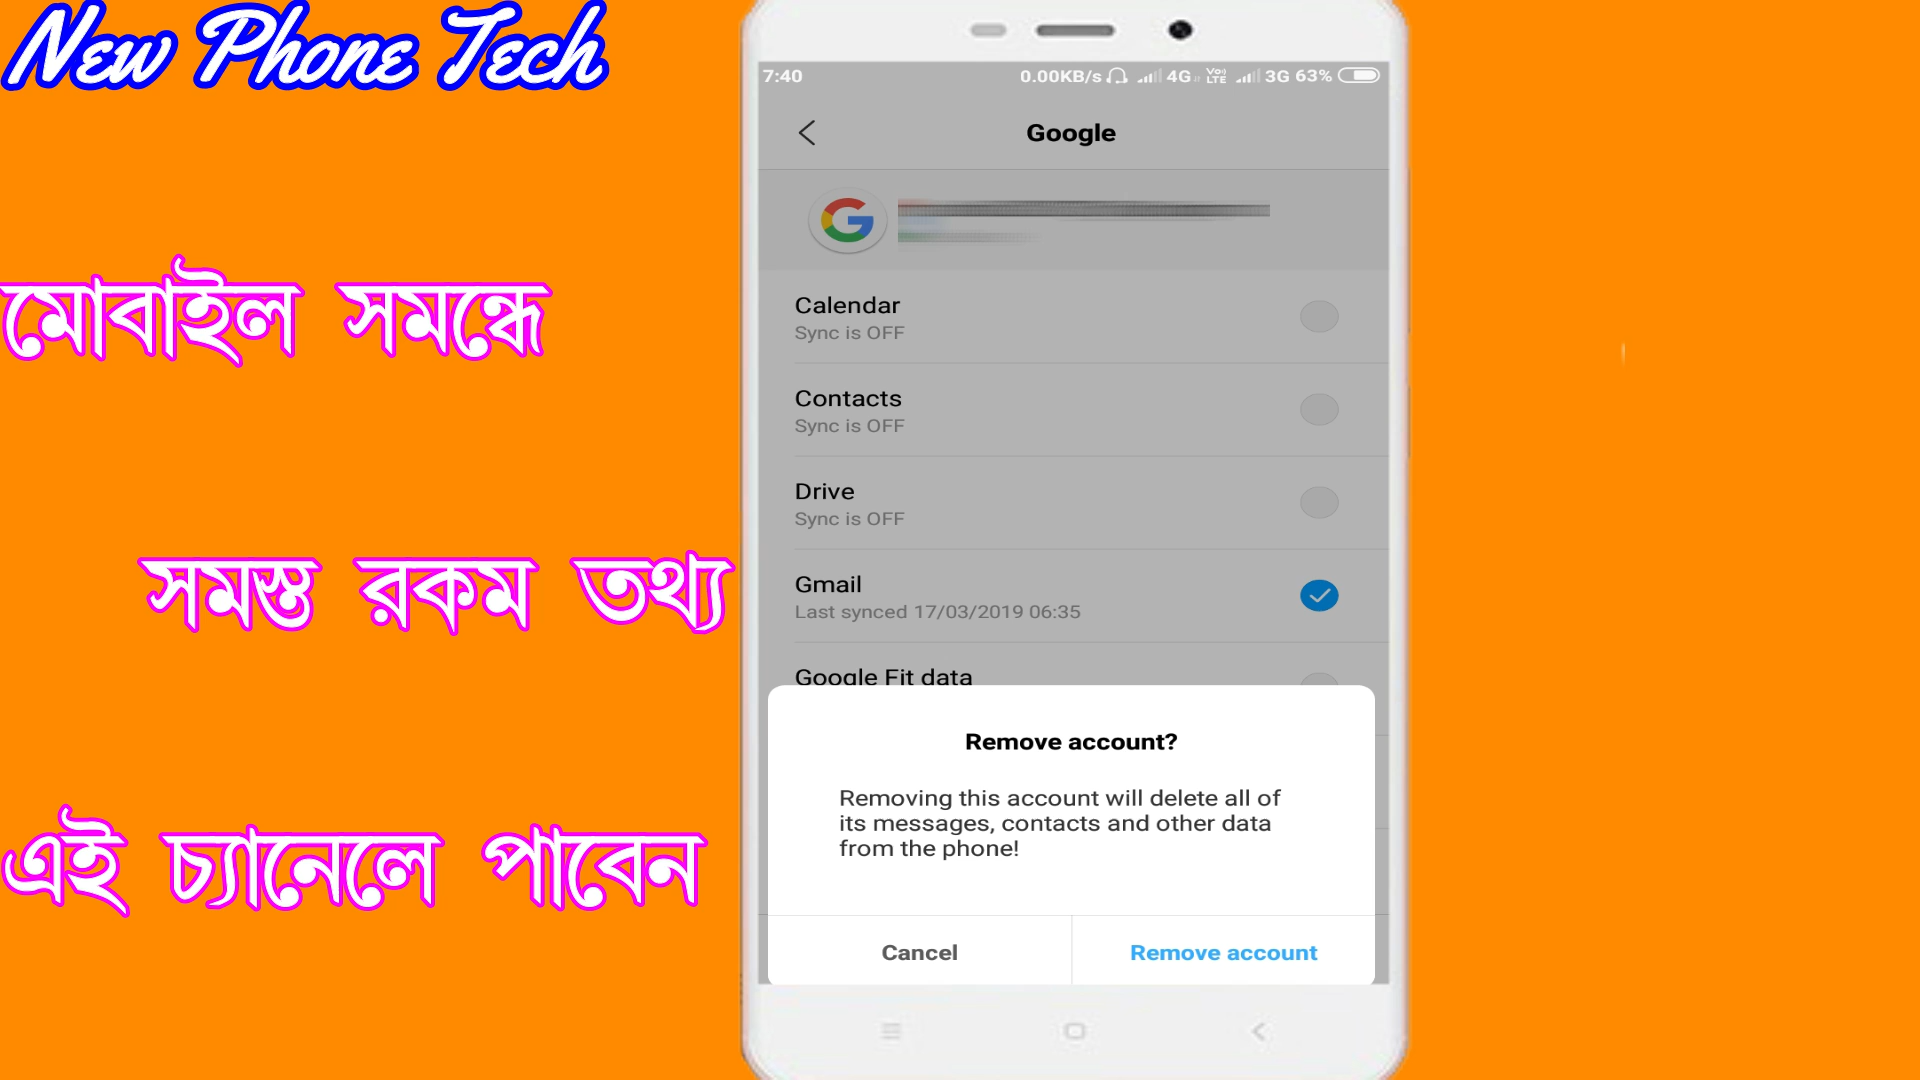 New Phone Tech
মোবাইল সমন্ধে
সমস্ত রকম তথ্য
এই চ্যানেলে পাবেন
7:40
0.00KB/s 4G VoLTE 3G 63%
Google
Calendar
Sync is OFF
Contacts
Sync is OFF
Drive
Sync is OFF
Gmail
Last synced 17/03/2019 06:35
Google Fit data
Remove account?
Removing this account will delete all of
its messages, contacts and other data
from the phone!
Cancel
Remove account